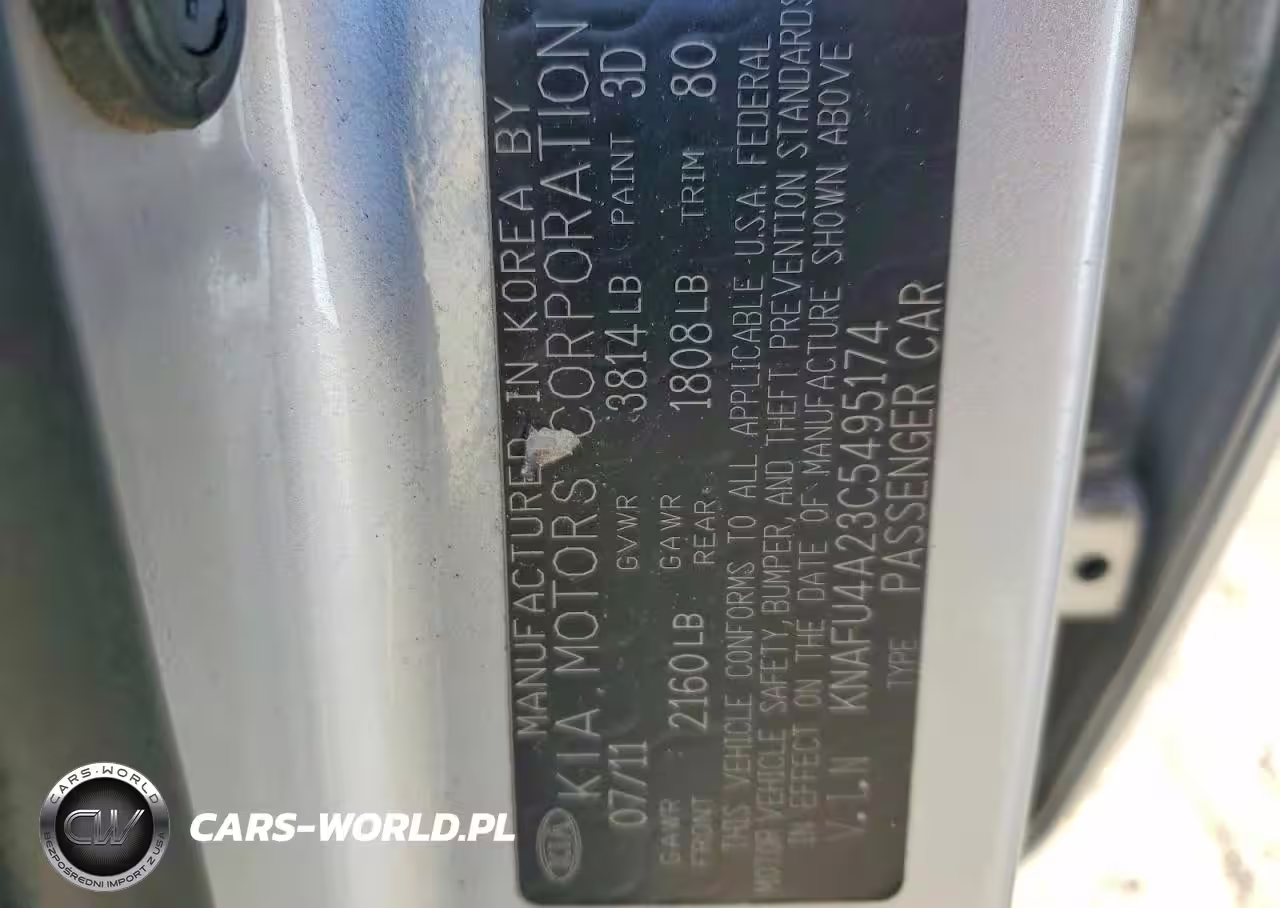 MANUFACTURED IN KOREA BY
KIA MOTORS CORPORATION
07/11 GVWR 3814LB PAINT 3D
GAWR FRONT 2160LB GAWR REAR 1808LB TRIM 80
THIS VEHICLE CONFORMS TO ALL APPLICABLE U.S.A. FEDERAL
MOTOR VEHICLE SAFETY, BUMPER, AND THEFT PREVENTION STANDARDS
IN EFFECT ON THE DATE OF MANUFACTURE SHOWN ABOVE
V.I.N KNAFU4A23C5495174
TYPE PASSENGER CAR
KIA
CARS-WORLD
CW
BEZPOŚREDNI IMPORT Z USA
CARS-WORLD.PL